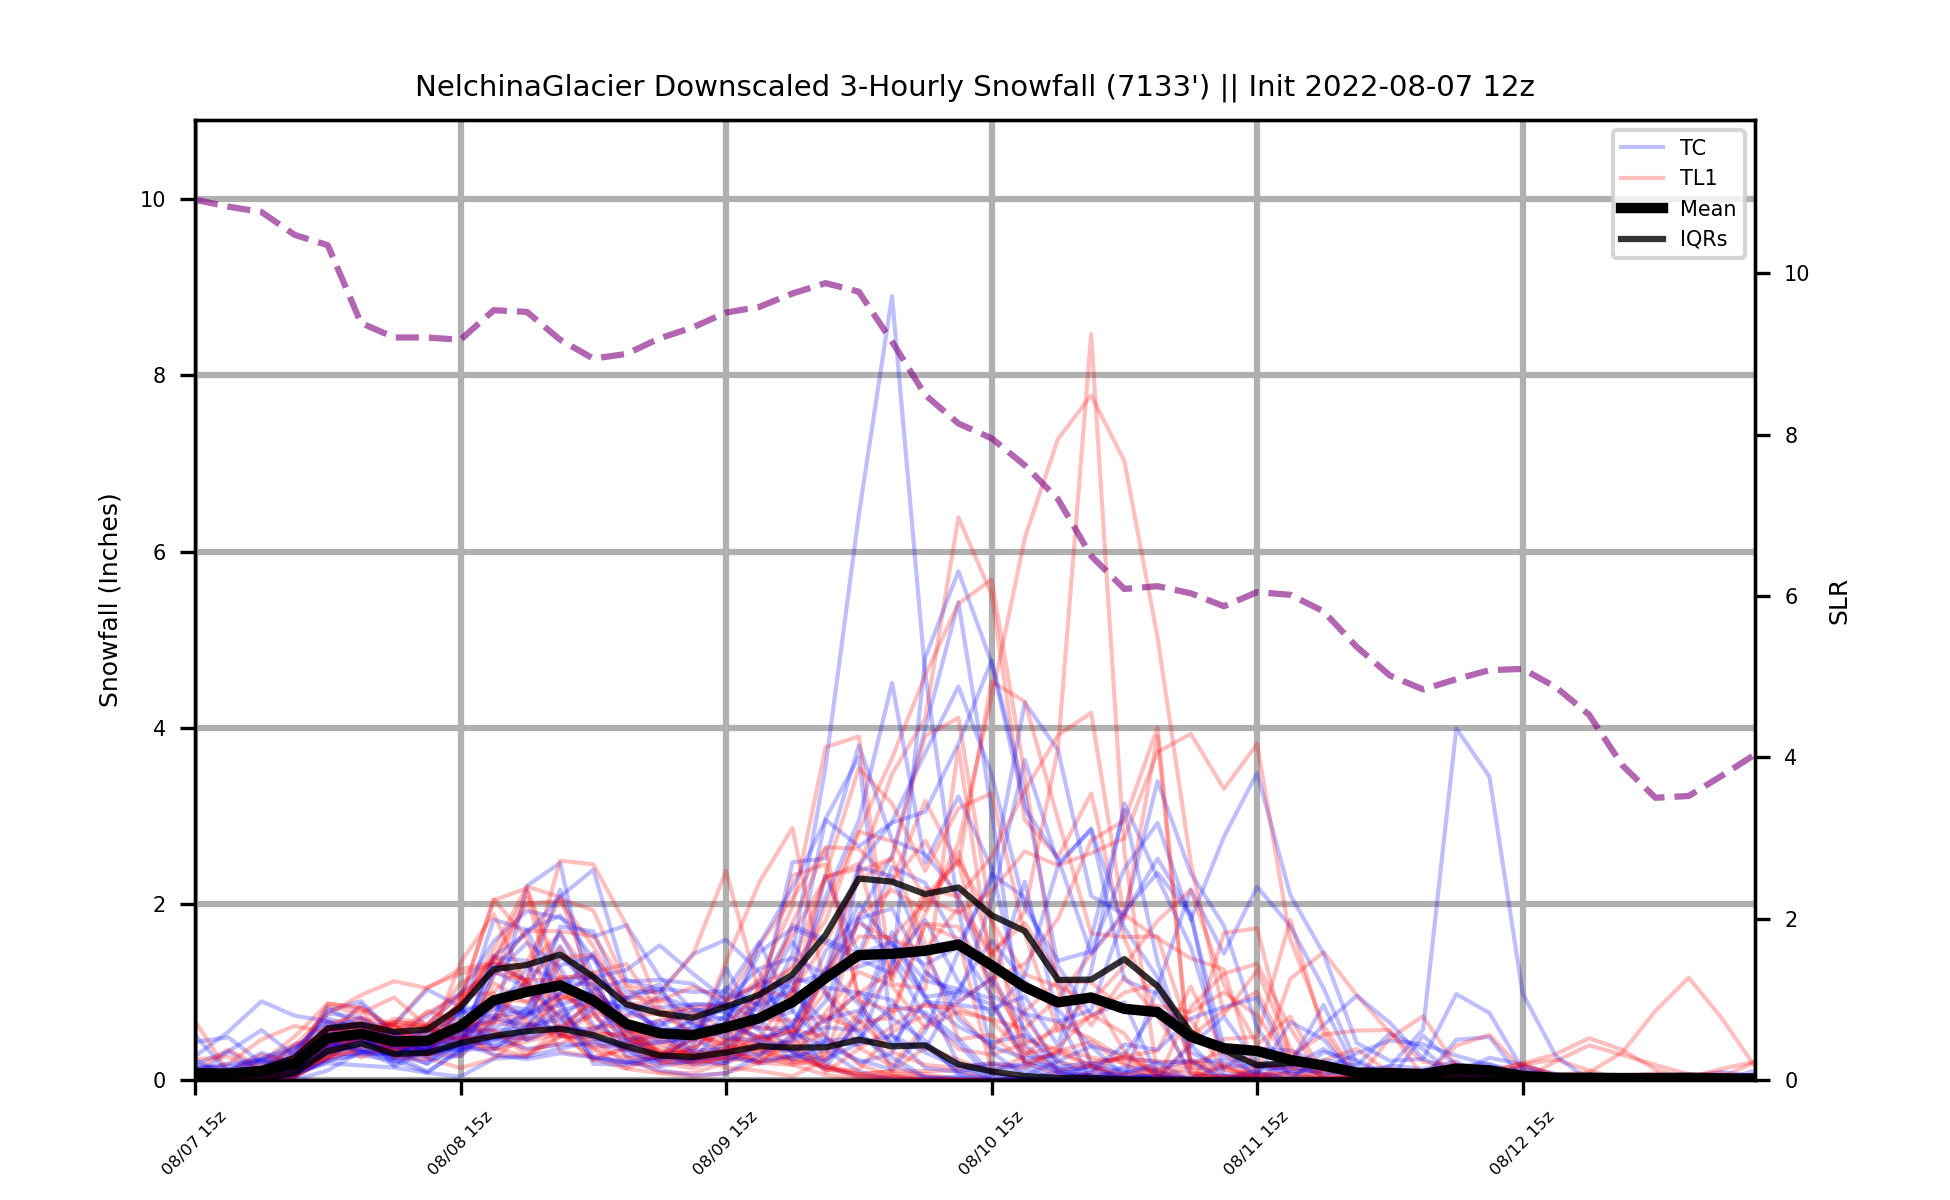 NelchinaGlacier Downscaled 3-Hourly Snowfall (7133') || Init 2022-08-07 12z
TC
TL1
Mean
IQRs
Snowfall (Inches)
10
8
6
4
2
0
SLR
10
8
6
4
2
0
08/07 15z
08/08 15z
08/09 15z
08/10 15z
08/11 15z
08/12 15z